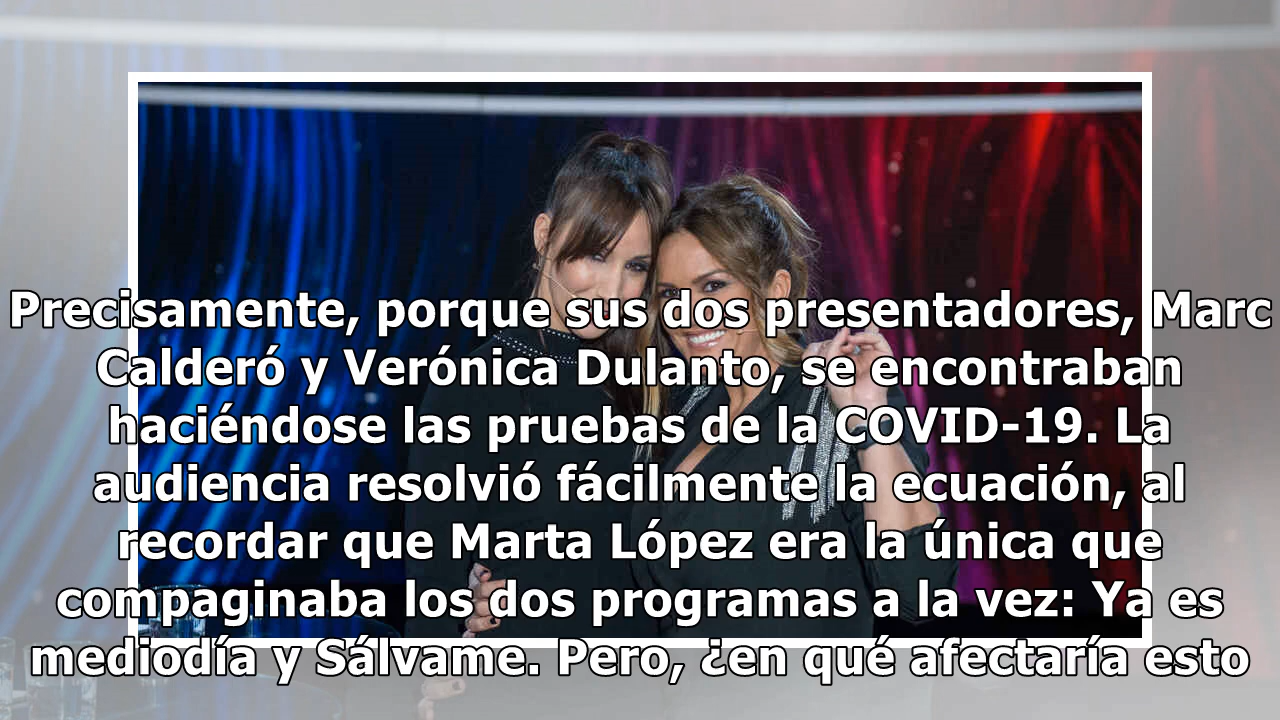 Precisamente, porque sus dos presentadores, Marc
Calderó y Verónica Dulanto, se encontraban
haciéndose las pruebas de la COVID-19. La
audiencia resolvió fácilmente la ecuación, al
recordar que Marta López era la única que
compaginaba los dos programas a la vez: Ya es
mediodía y Sálvame. Pero, ¿en qué afectaría esto